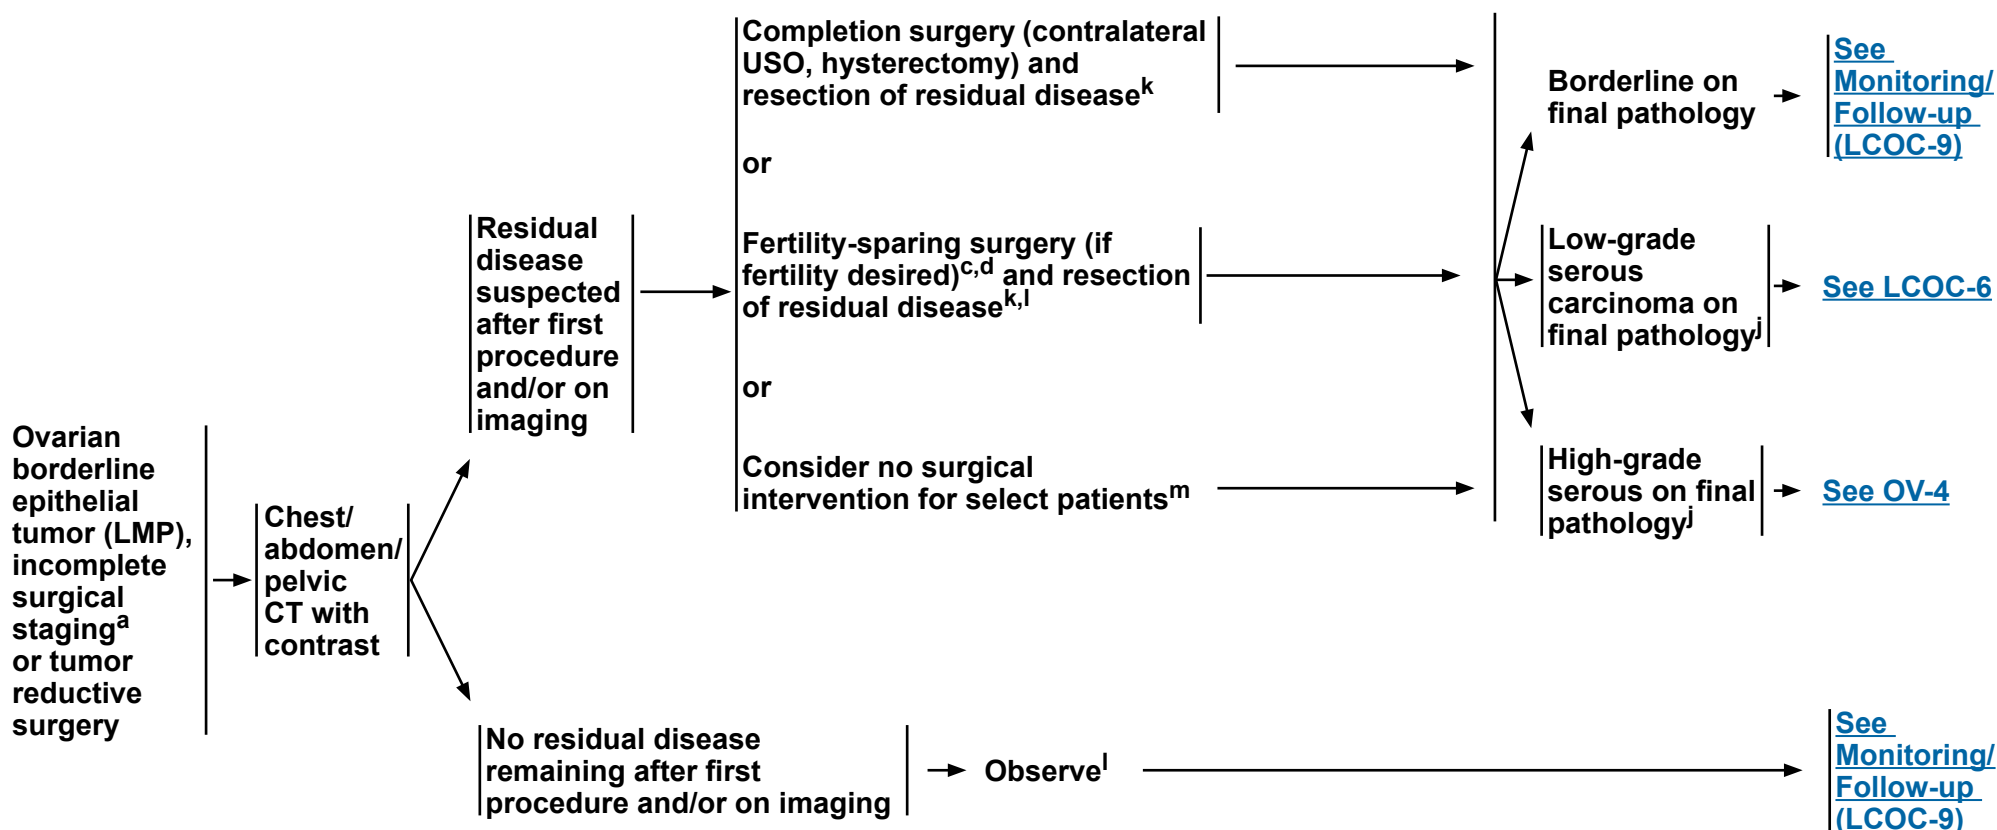 Ovarian
borderline
epithelial
tumor (LMP),
incomplete
surgical
staginga
or tumor
reductive
surgery
Chest/
abdomen/
pelvic
CT with
contrast
Residual
disease
suspected
after first
procedure
and/or on
imaging
Completion surgery (contralateral
USO, hysterectomy) and
resection of residual diseasek
or
Fertility-sparing surgery (if
fertility desired)c,d and resection
of residual diseasek,l
or
Consider no surgical
intervention for select patientsm
Borderline on
final pathology
See
Monitoring/
Follow-up
(LCOC-9)
Low-grade
serous
carcinoma on
final pathologyj
See LCOC-6
High-grade
serous on final
pathologyj
See OV-4
No residual disease
remaining after first
procedure and/or on imaging
Observel
See
Monitoring/
Follow-up
(LCOC-9)